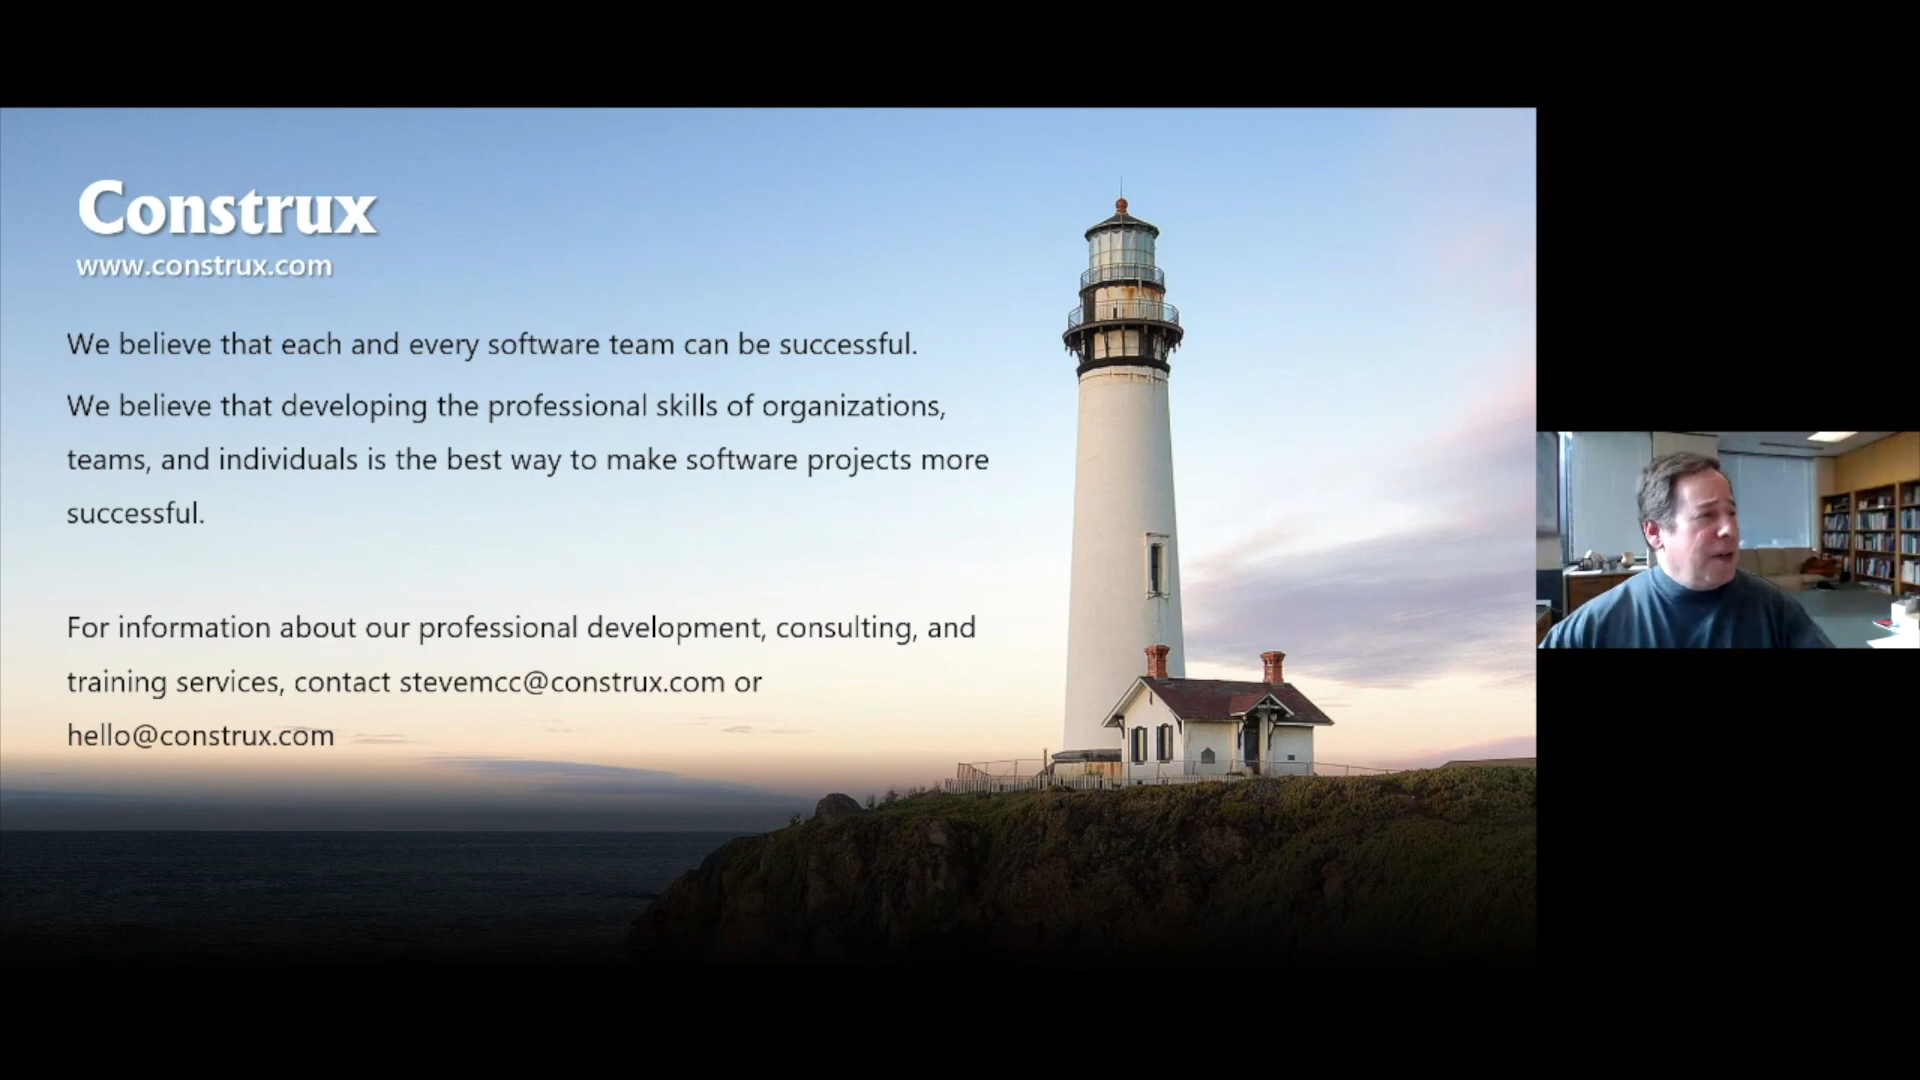 Construx
www.construx.com
We believe that each and every software team can be successful.
We believe that developing the professional skills of organizations,
teams, and individuals is the best way to make software projects more
successful.
For information about our professional development, consulting, and
training services, contact stevemcc@construx.com or
hello@construx.com